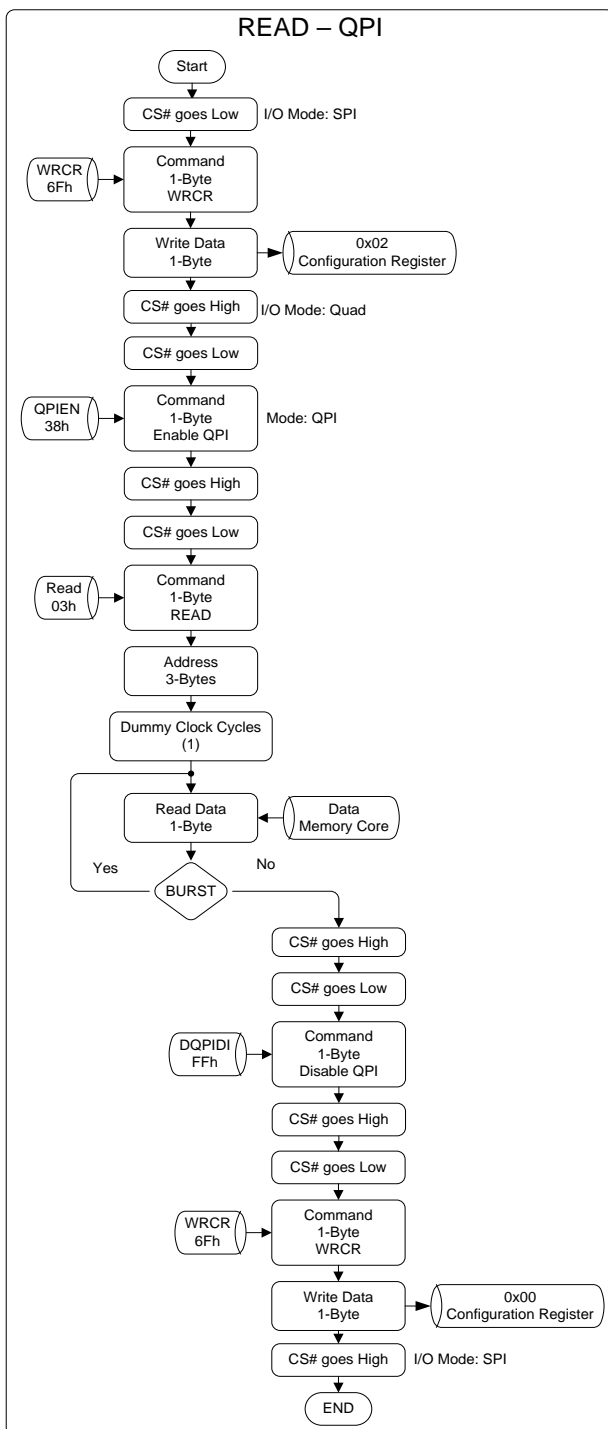 READ – QPI
Start
CS# goes Low
I/O Mode: SPI
WRCR
6Fh
Command
1-Byte
WRCR
Write Data
1-Byte
0x02
Configuration Register
CS# goes High
I/O Mode: Quad
CS# goes Low
QPIEN
38h
Command
1-Byte
Enable QPI
Mode: QPI
CS# goes High
CS# goes Low
Read
03h
Command
1-Byte
READ
Address
3-Bytes
Dummy Clock Cycles
(1)
Read Data
1-Byte
Data
Memory Core
Yes
No
BURST
CS# goes High
CS# goes Low
DQPIDI
FFh
Command
1-Byte
Disable QPI
CS# goes High
CS# goes Low
WRCR
6Fh
Command
1-Byte
WRCR
Write Data
1-Byte
0x00
Configuration Register
CS# goes High
I/O Mode: SPI
END